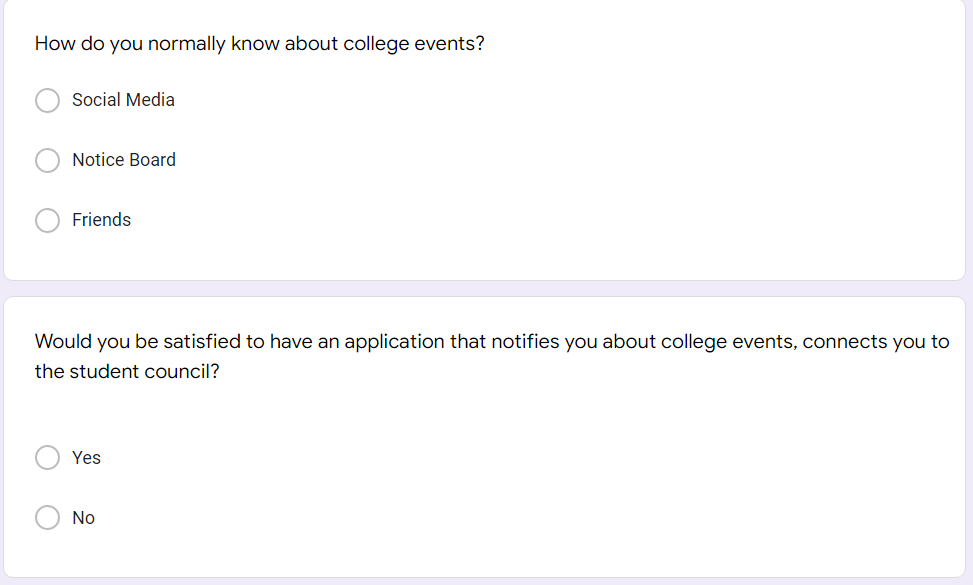 How do you normally know about college events?
Social Media
Notice Board
Friends
Would you be satisfied to have an application that notifies you about college events, connects you to
the student council?
Yes
No